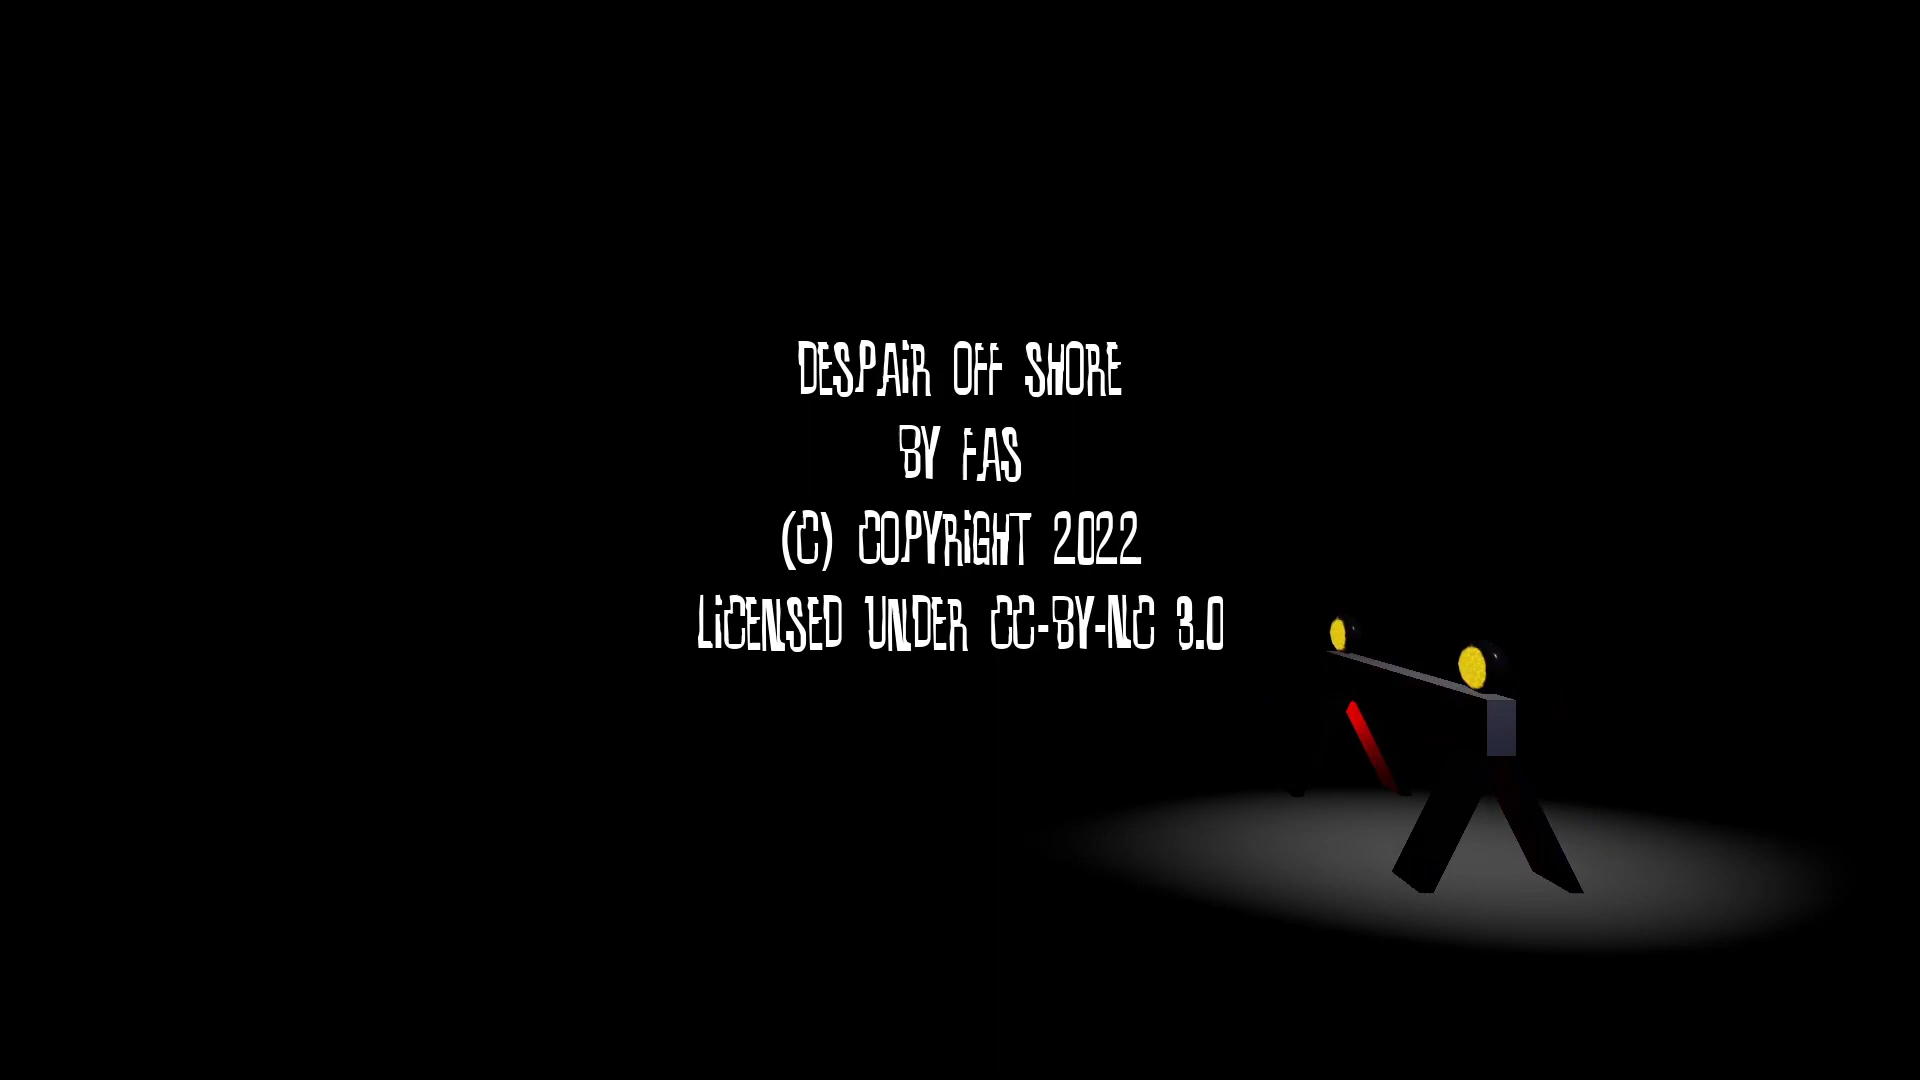 DESPAiR OFF SHORE
BY FAS
(C) COPYRiGHT 2022
LiCENSED UNDER CC-BY-NC 3.0